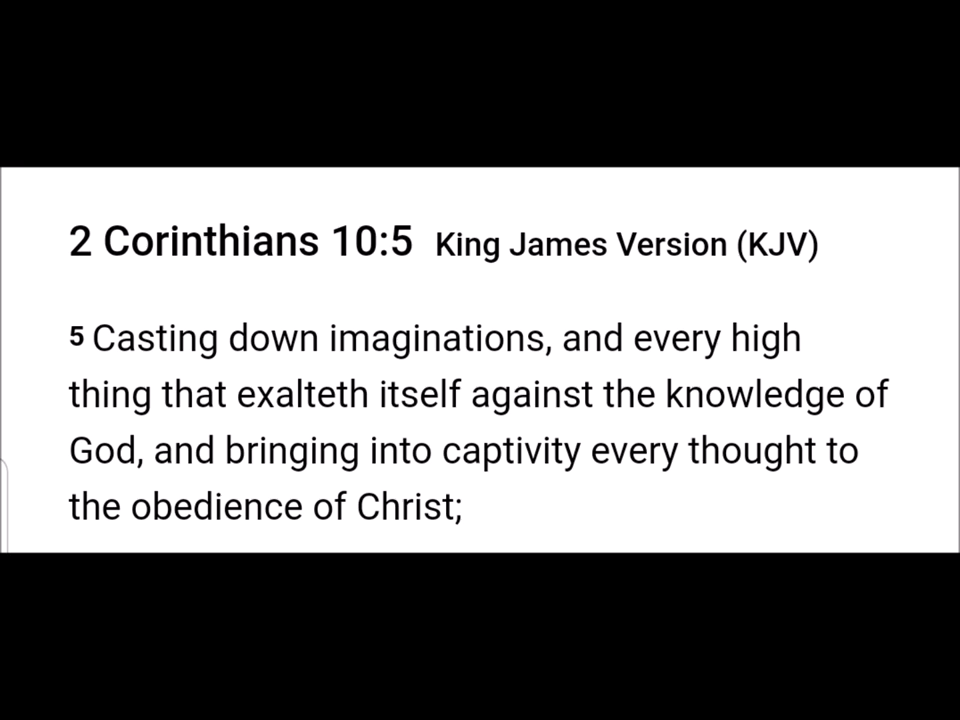 2 Corinthians 10:5 King James Version (KJV)
5 Casting down imaginations, and every high
thing that exalteth itself against the knowledge of
God, and bringing into captivity every thought to
the obedience of Christ;